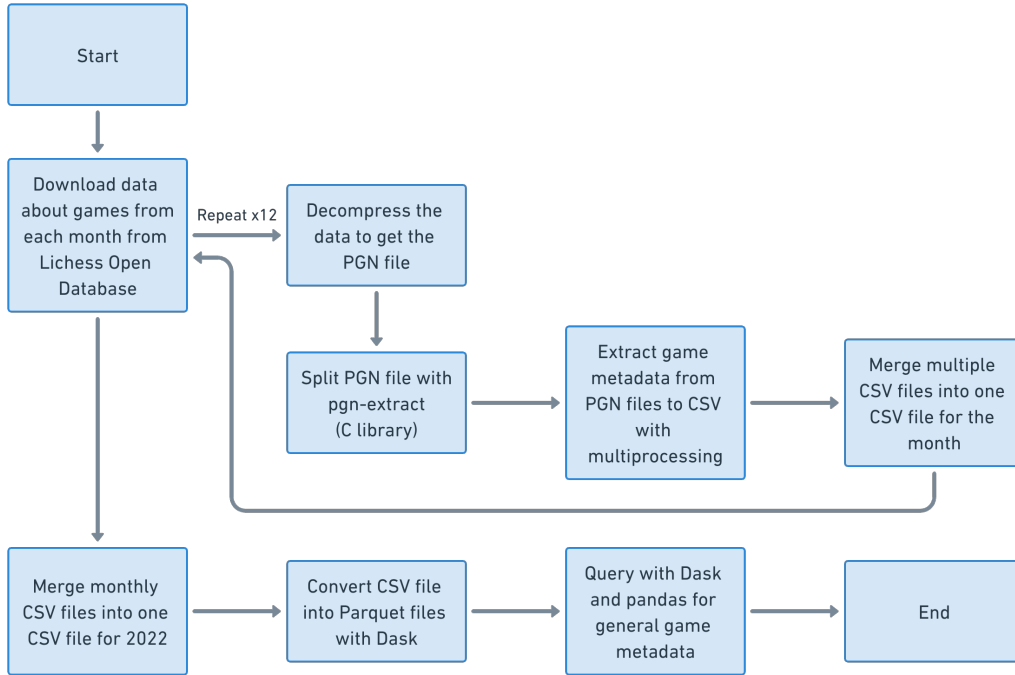 Start
Download data
about games from
each month from
Lichess Open
Database
Repeat x12
Decompress the
data to get the
PGN file
Split PGN file with
pgn-extract
(C library)
Extract game
metadata from
PGN files to CSV
with
multiprocessing
Merge multiple
CSV files into one
CSV file for the
month
Merge monthly
CSV files into one
CSV file for 2022
Convert CSV file
into Parquet files
with Dask
Query with Dask
and pandas for
general game
metadata
End